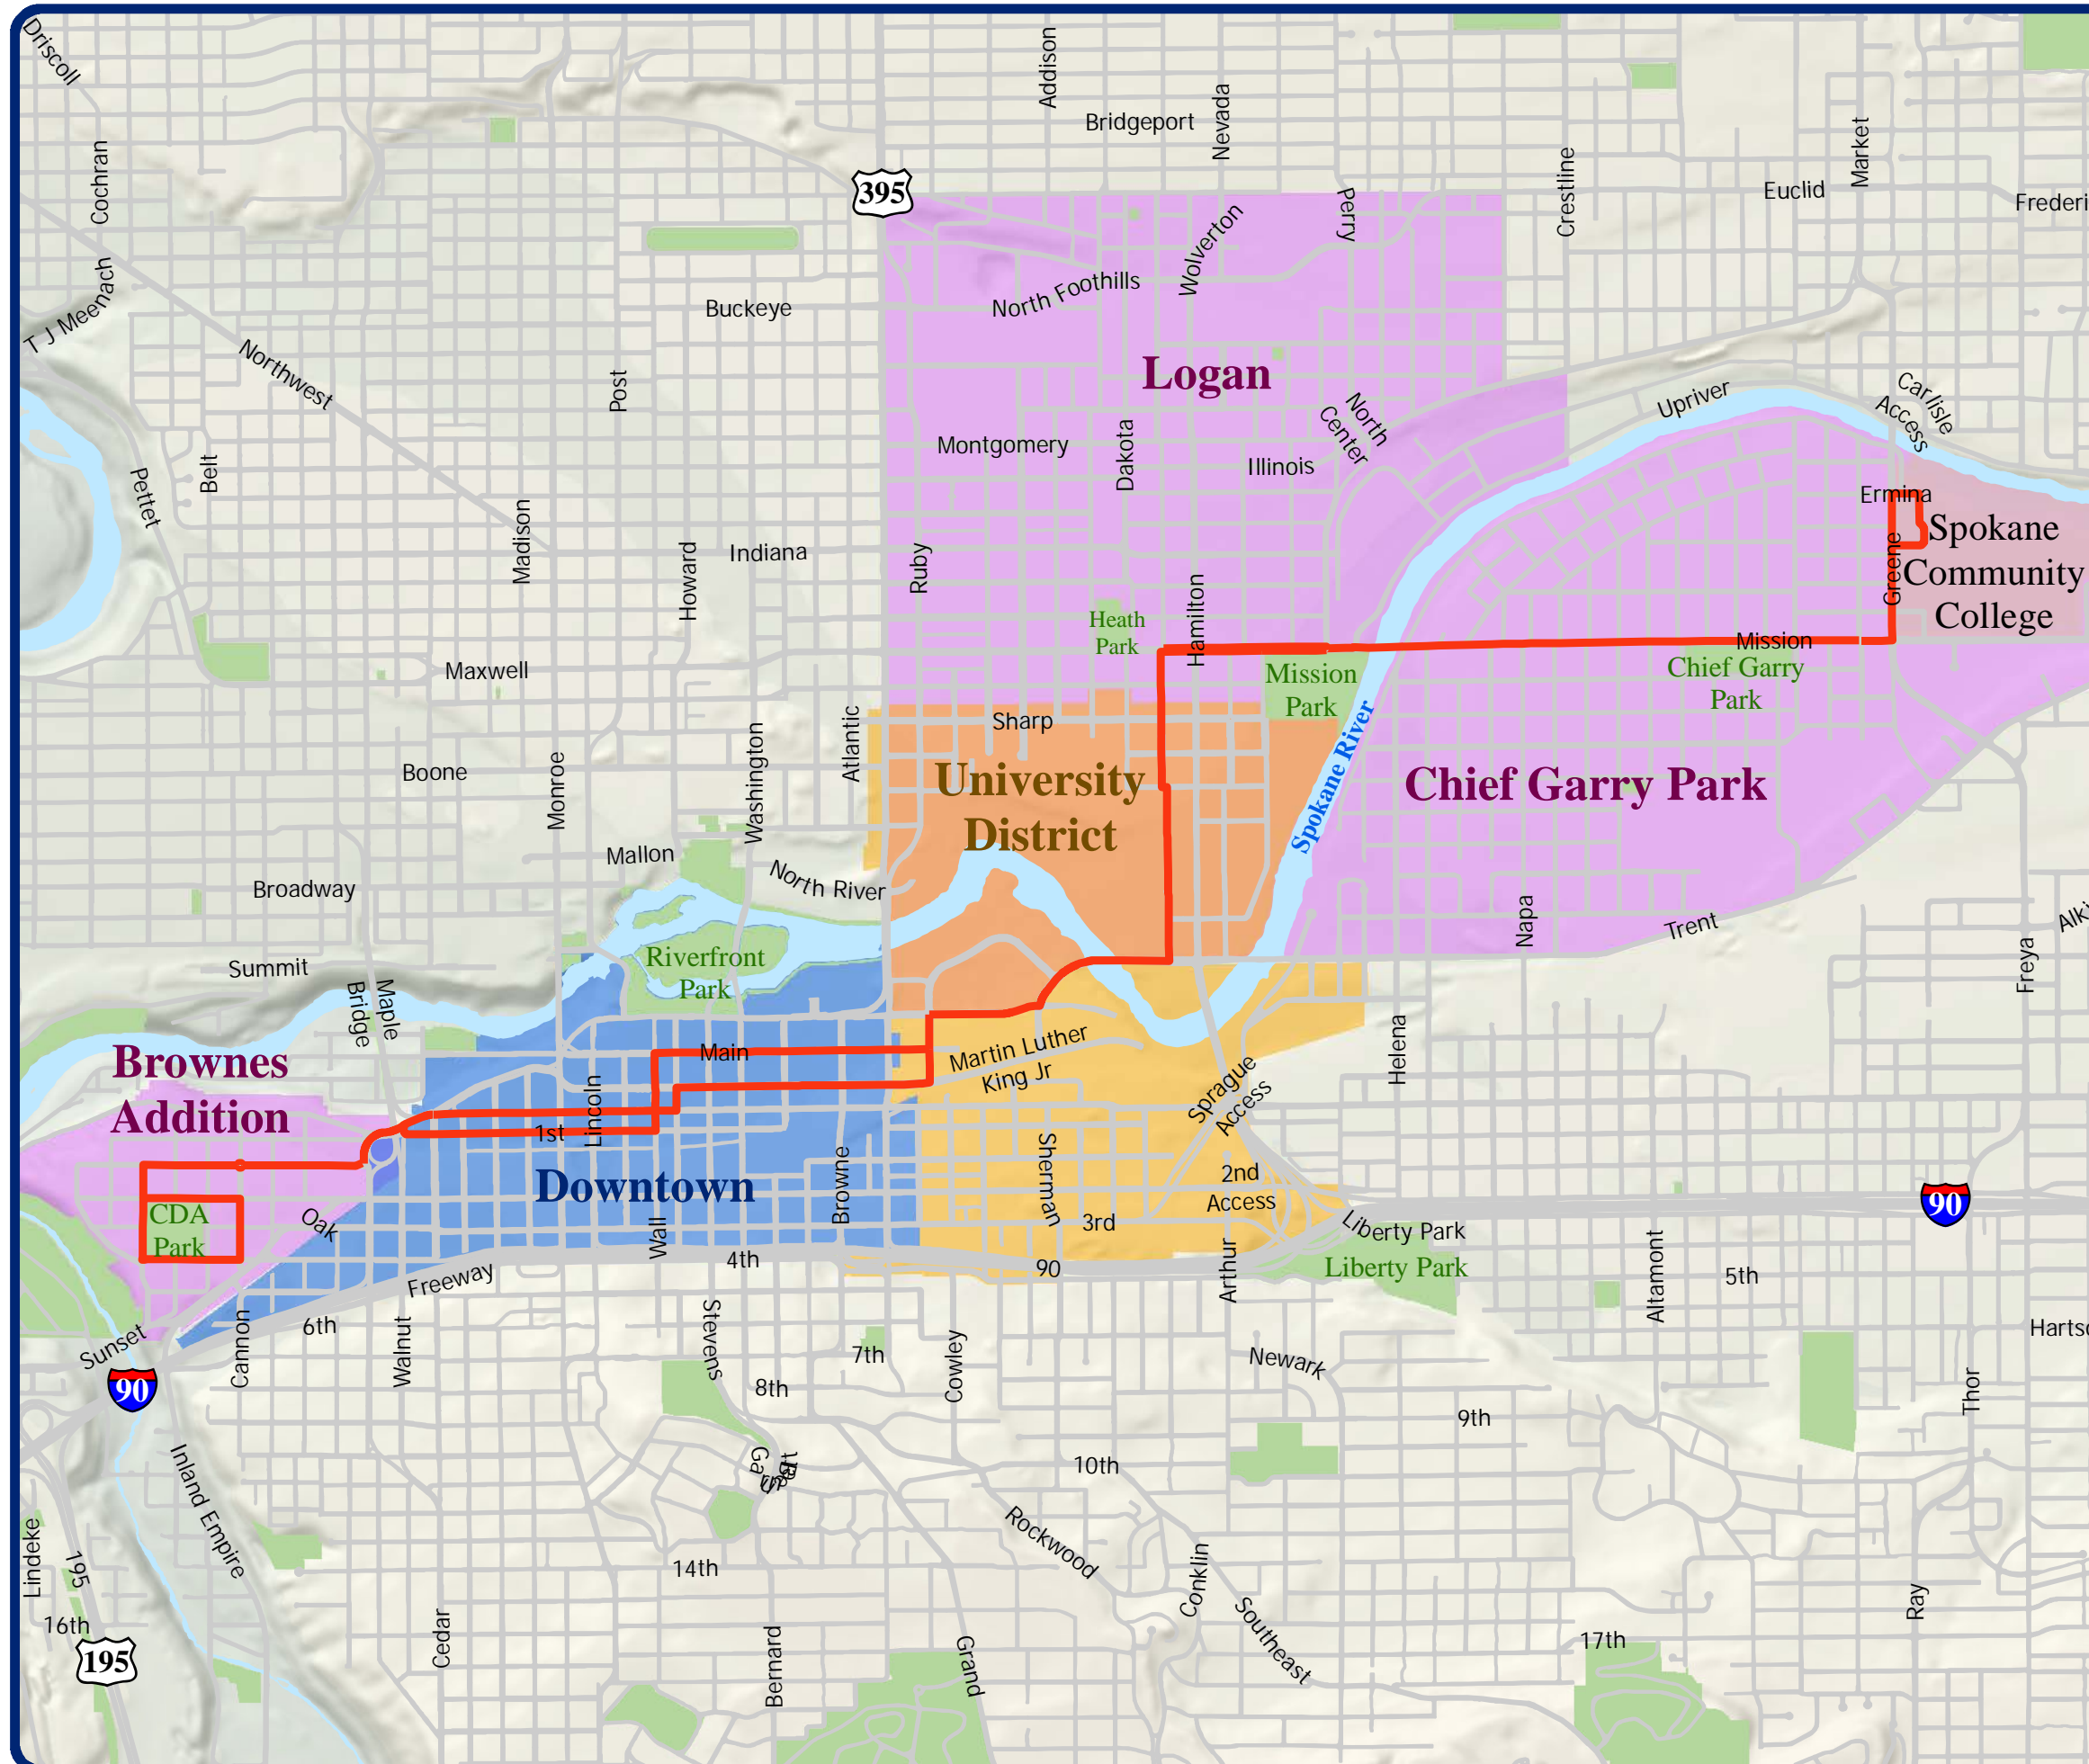 Driscoll
Addison
Bridgeport
Nevada
Cochran
395
Perry
Crestline
Euclid
Market
Frederi
Wolverton
T J Meenach
North Foothills
Buckeye
Northwest
Post
Logan
Upriver
Carlisle
Access
North
Center
Montgomery
Dakota
Illinois
Belt
Pettet
Madison
Ermina
Spokane
Community
College
Indiana
Howard
Ruby
Greene
Hamilton
Heath
Park
Mission
Maxwell
Mission
Park
Chief Garry
Park
Sharp
Atlantic
Washington
Spokane River
Boone
Monroe
University
District
Chief Garry Park
Mallon
North River
Broadway
Napa
Trent
Alki
Freya
Riverfront
Park
Summit
Bridge
Maple
Brownes
Addition
Main
Martin Luther
King Jr
Helena
Sprague
Access
Lincoln
1st
Downtown
Browne
Sherman
2nd
Access
90
CDA
Park
Oak
Wall
3rd
Liberty Park
4th
90
Arthur
Liberty Park
Altamont
5th
Freeway
Sunset
Cannon
6th
Walnut
Stevens
7th
Cowley
Newark
Hartso
90
8th
Thor
9th
Inland Empire
10th
Rockwood
Lindeke
195
14th
Conklin
Southeast
Ray
16th
195
Cedar
Bernard
Grand
17th